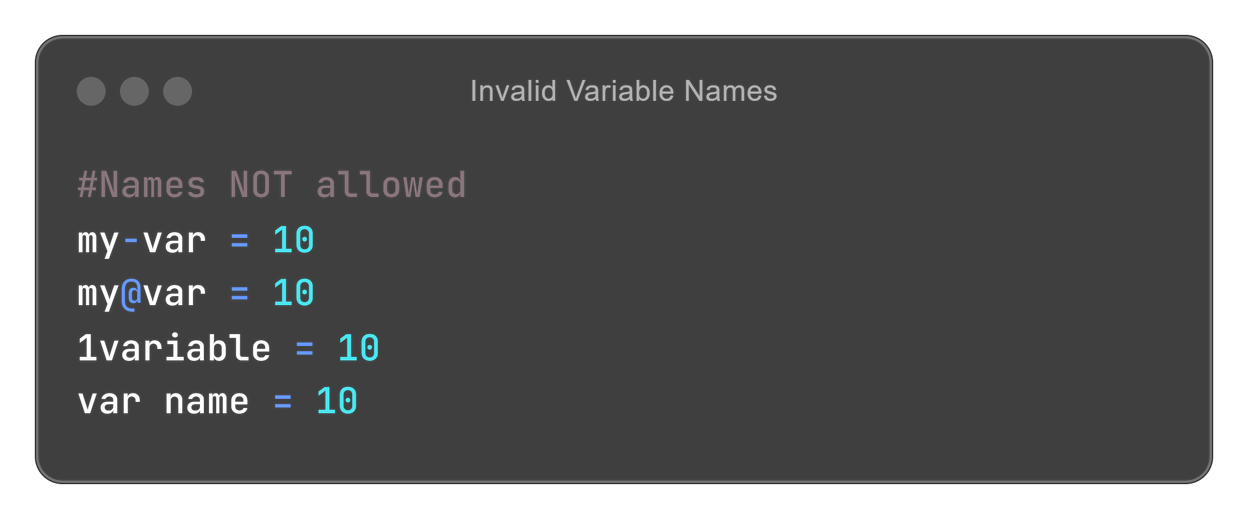 Invalid Variable Names
#Names NOT allowed
my-var = 10
my@var = 10
1variable = 10
var name = 10